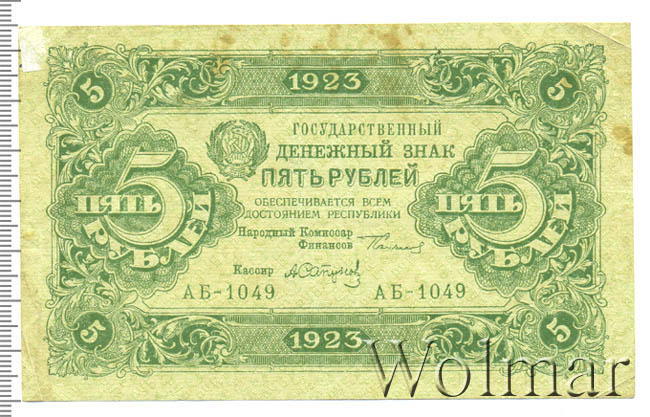 5 1923 5
ГОСУДАРСТВЕННЫЙ
ДЕНЕЖНЫЙ ЗНАК
ПЯТЬ РУБЛЕЙ
ОБЕСПЕЧИВАЕТСЯ ВСЕМ
ДОСТОЯНИЕМ РЕСПУБЛИКИ
5 ПЯТЬ РУБЛЕЙ
5 ПЯТЬ РУБЛЕЙ
Народный Комиссар
Финансов
Кассир
АБ-1049 АБ-1049
5 1923 5
Wolmar